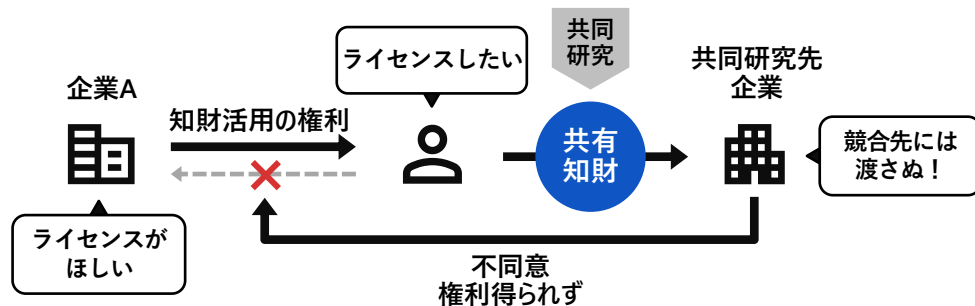 共同
研究
ライセンスしたい
共同研究先
企業
企業A
知財活用の権利
共有
知財
競合先には
渡さぬ！
ライセンスが
ほしい
不同意
権利得られず